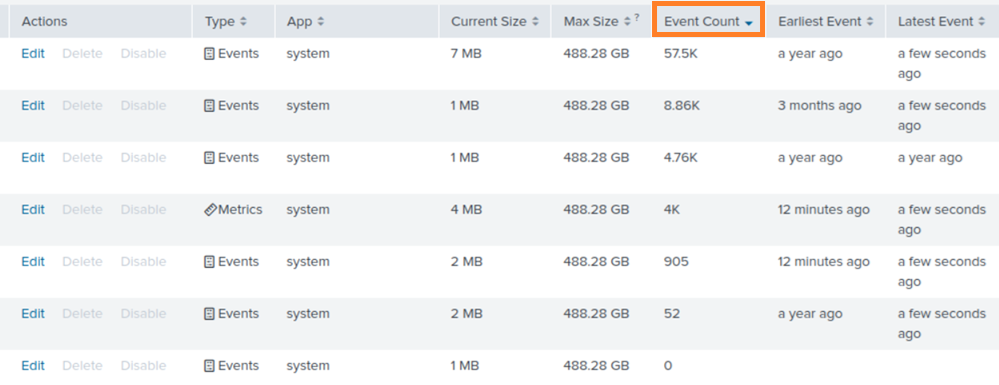 Actions Type App Current Size Max Size ? Event Count Earliest Event Latest Event
Edit Delete Disable Events system 7 MB 488.28 GB 57.5K a year ago a few seconds
ago
Edit Delete Disable Events system 1 MB 488.28 GB 8.86K 3 months ago a few seconds
ago
Edit Delete Disable Events system 1 MB 488.28 GB 4.76K a year ago a year ago
Edit Delete Disable Metrics system 4 MB 488.28 GB 4K 12 minutes ago a few seconds
ago
Edit Delete Disable Events system 2 MB 488.28 GB 905 12 minutes ago a few seconds
ago
Edit Delete Disable Events system 2 MB 488.28 GB 52 a year ago a few seconds
ago
Edit Delete Disable Events system 1 MB 488.28 GB 0